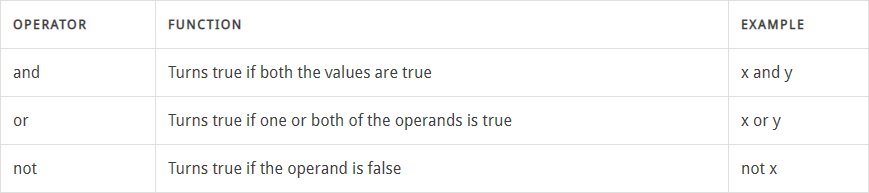 OPERATOR FUNCTION EXAMPLE
and Turns true if both the values are true x and y
or Turns true if one or both of the operands is true x or y
not Turns true if the operand is false not x